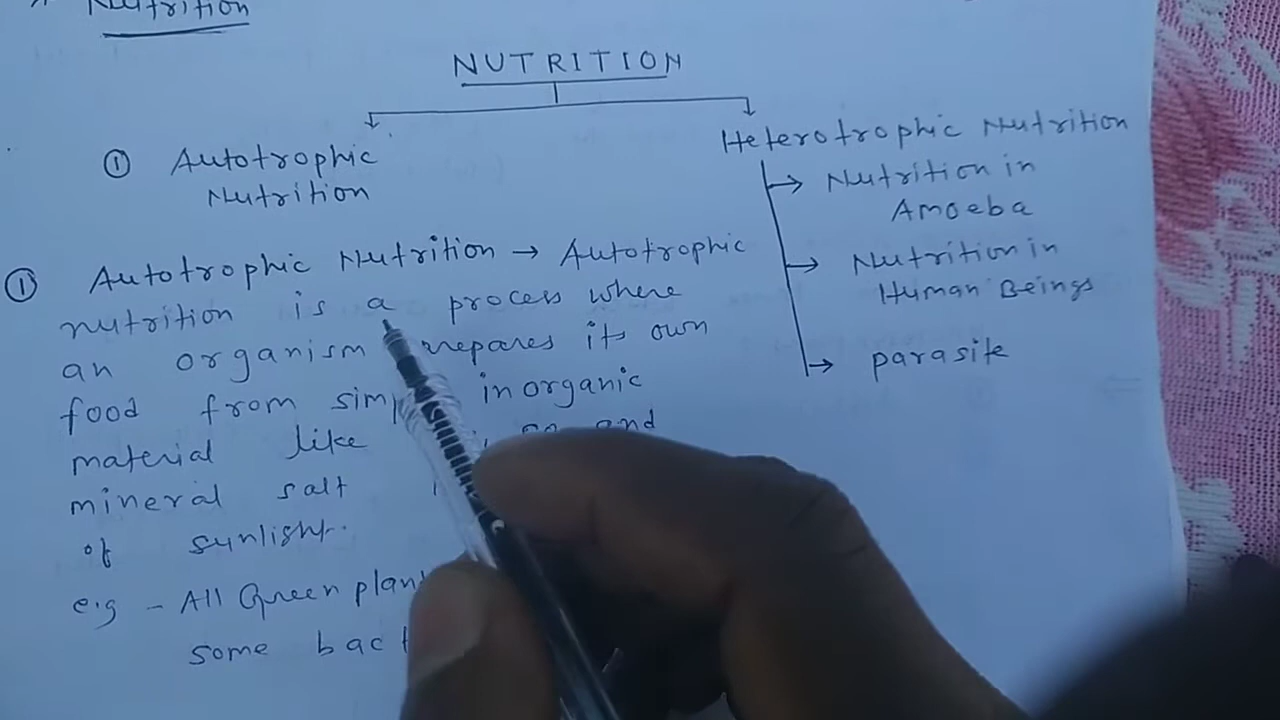 Nutrition
NUTRITION
① Autotrophic
Nutrition
Heterotrophic Nutrition
→ Nutrition in
Amoeba
→ Nutrition in
Human Beings
→ parasite
① Autotrophic Nutrition → Autotrophic
nutrition is a process where
an organism prepares its own
food from inorganic
material like and
mineral salt
of sunlight.
e.g - All Green
some